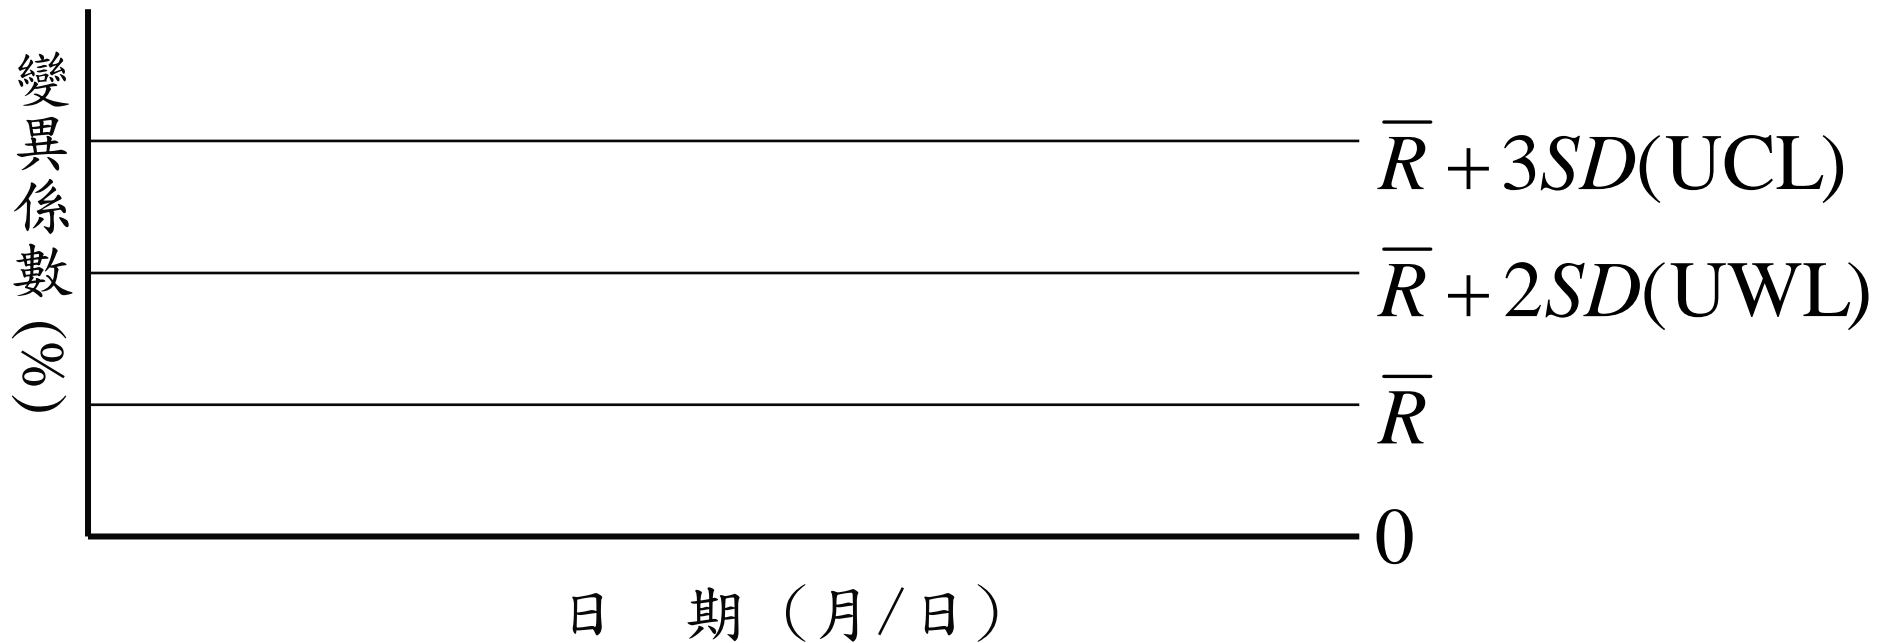 變異係數(%)
R̅ + 3SD(UCL)
R̅ + 2SD(UWL)
R̅
0
日 期(月/日)